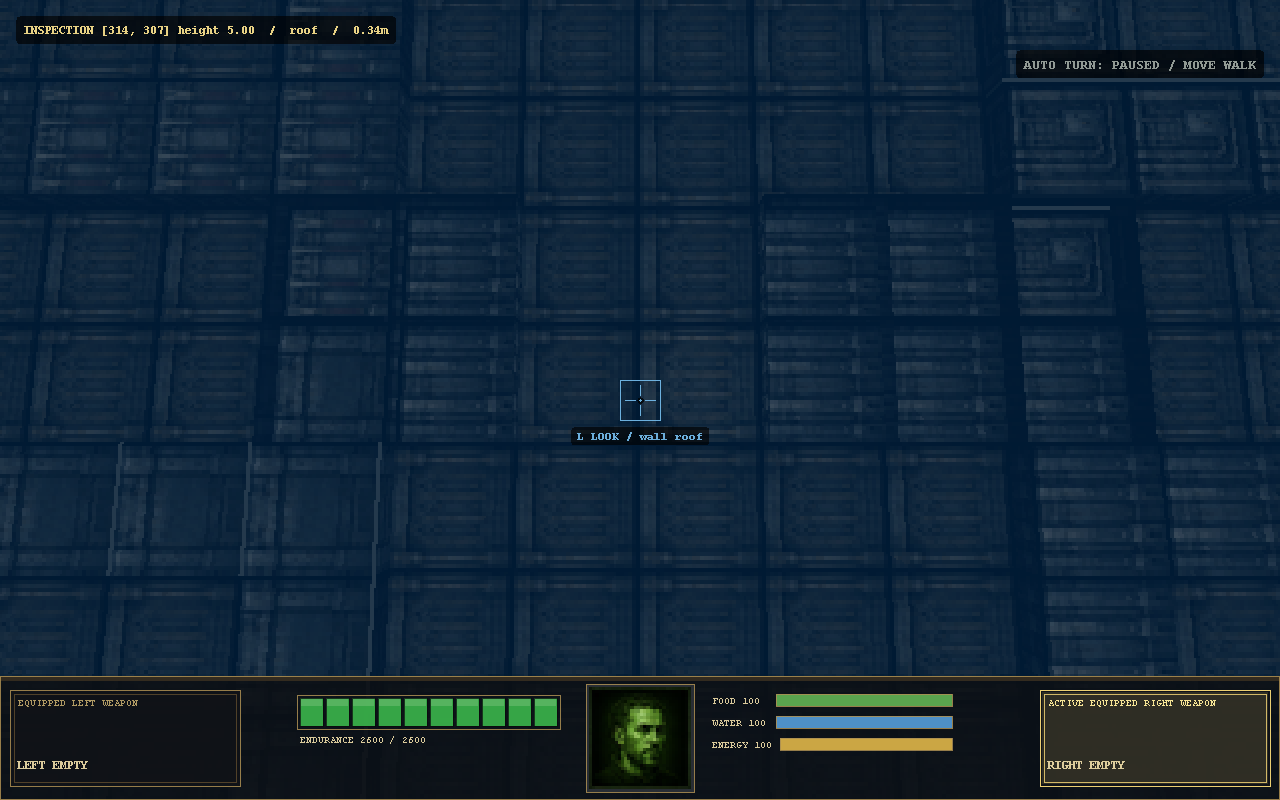 INSPECTION [314, 307] height 5.00 / roof / 0.34m
AUTO TURN: PAUSED / MOVE WALK
L LOOK / wall roof
EQUIPPED LEFT WEAPON
LEFT EMPTY
ENDURANCE 2600 / 2600
FOOD 100
WATER 100
ENERGY 100
ACTIVE EQUIPPED RIGHT WEAPON
RIGHT EMPTY